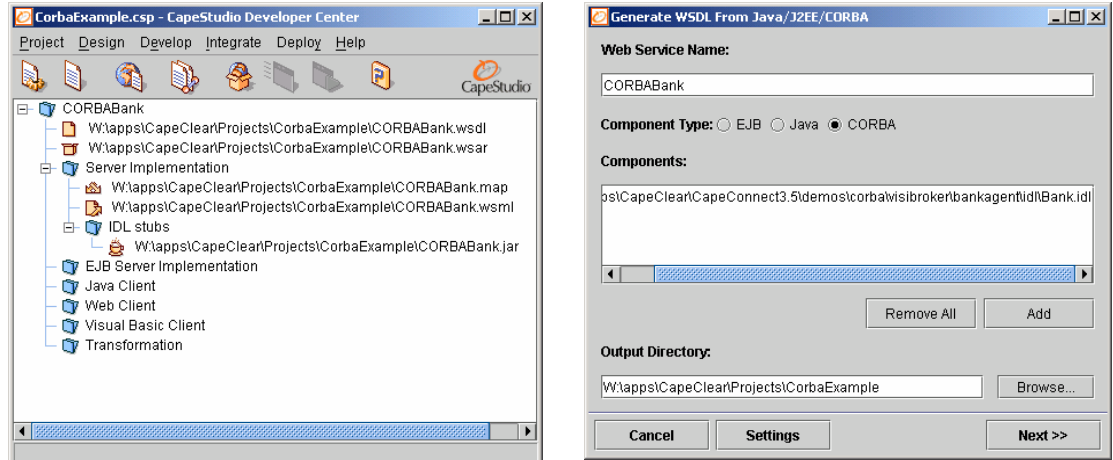 CorbaExample.csp - CapeStudio Developer Center
Project Design Develop Integrate Deploy Help
CapeStudio
CORBABank
W:\apps\CapeClear\Projects\CorbaExample\CORBABank.wsdl
W:\apps\CapeClear\Projects\CorbaExample\CORBABank.wsar
Server Implementation
W:\apps\CapeClear\Projects\CorbaExample\CORBABank.map
W:\apps\CapeClear\Projects\CorbaExample\CORBABank.wsml
IDL stubs
W:\apps\CapeClear\Projects\CorbaExample\CORBABank.jar
EJB Server Implementation
Java Client
Web Client
Visual Basic Client
Transformation
Generate WSDL From Java/J2EE/CORBA
Web Service Name:
CORBABank
Component Type: EJB Java CORBA
Components:
ps\CapeClear\CapeConnect3.5\demos\corba\visibroker\bankagent\idl\Bank.idl
Remove All Add
Output Directory:
W:\apps\CapeClear\Projects\CorbaExample Browse...
Cancel Settings Next >>